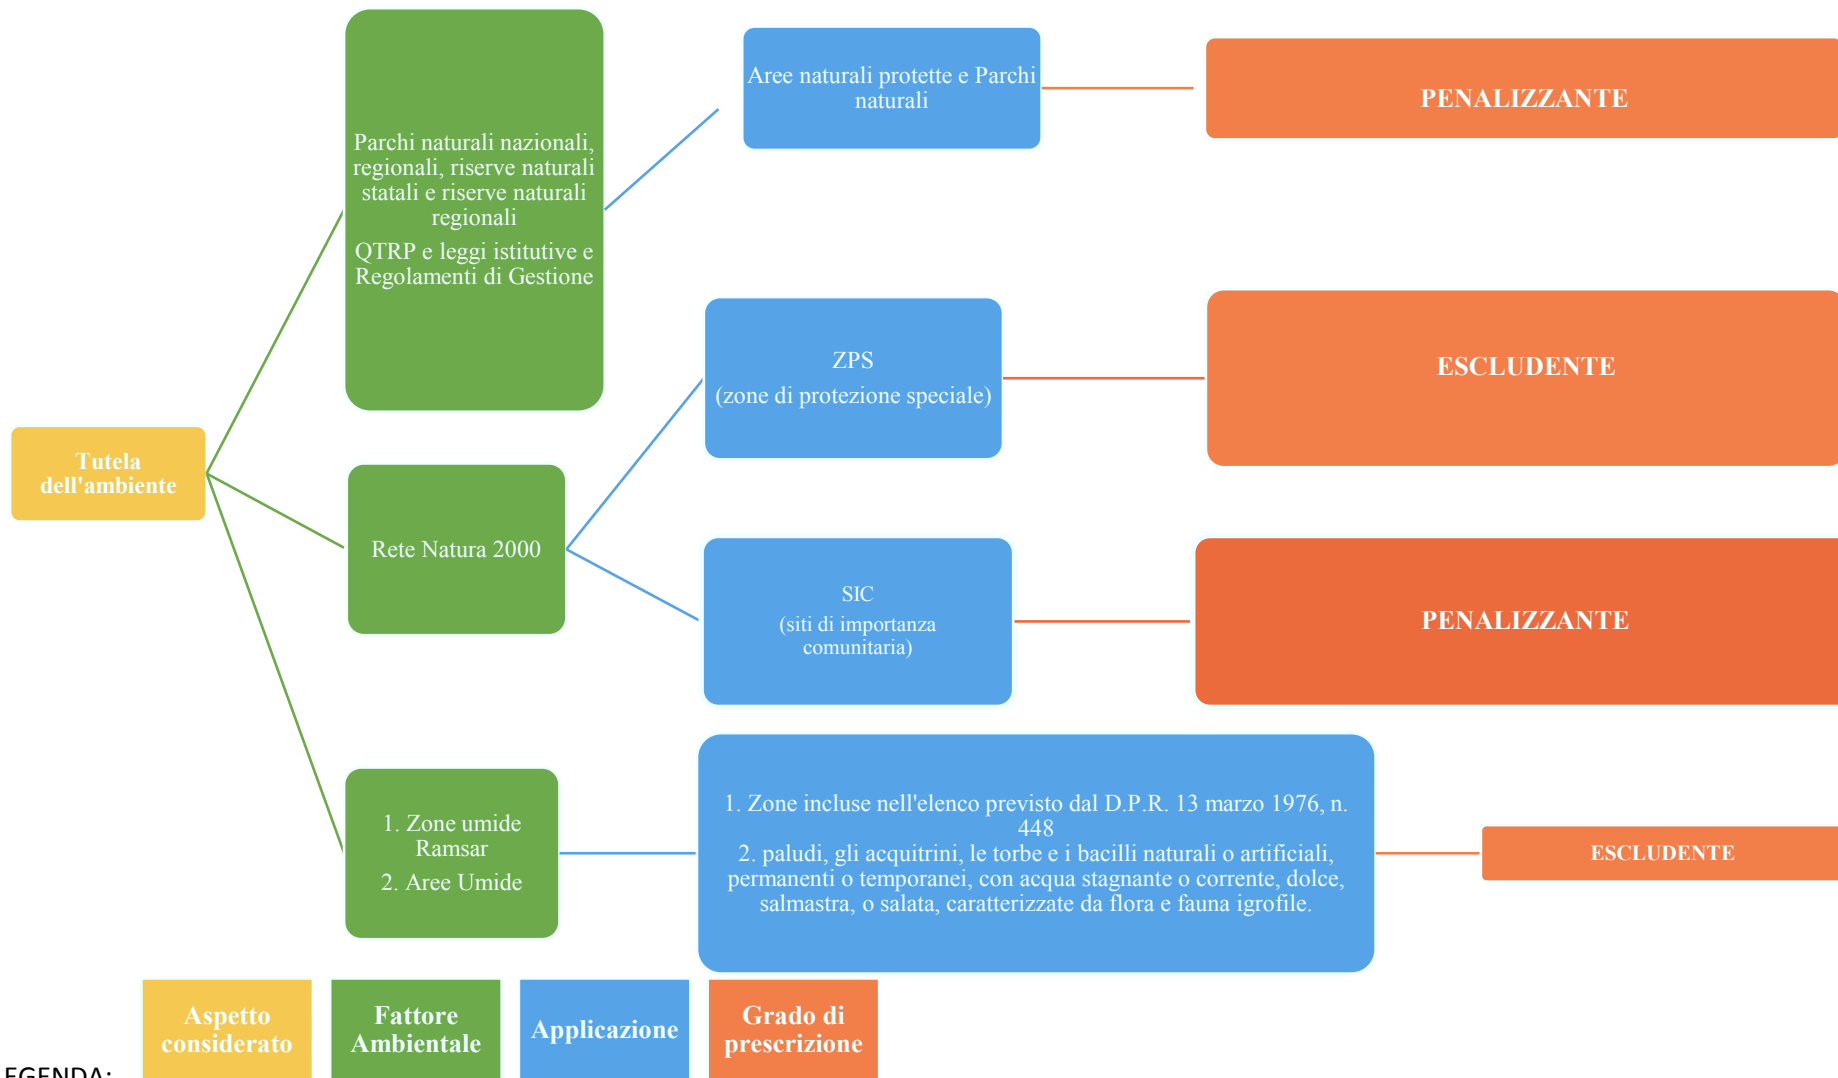 Tutela
dell'ambiente
Parchi naturali nazionali,
regionali, riserve naturali
statali e riserve naturali
regionali
QTRP e leggi istitutive e
Regolamenti di Gestione
Aree naturali protette e Parchi
naturali
PENALIZZANTE
Rete Natura 2000
ZPS
(zone di protezione speciale)
ESCLUDENTE
SIC
(siti di importanza
comunitaria)
PENALIZZANTE
1. Zone umide
Ramsar
2. Aree Umide
1. Zone incluse nell'elenco previsto dal D.P.R. 13 marzo 1976, n.
448
2. paludi, gli acquitrini, le torbe e i bacilli naturali o artificiali,
permanenti o temporanei, con acqua stagnante o corrente, dolce,
salmastra, o salata, caratterizzate da flora e fauna igrofile.
ESCLUDENTE
EGENDA:
Aspetto
considerato
Fattore
Ambientale
Applicazione
Grado di
prescrizione